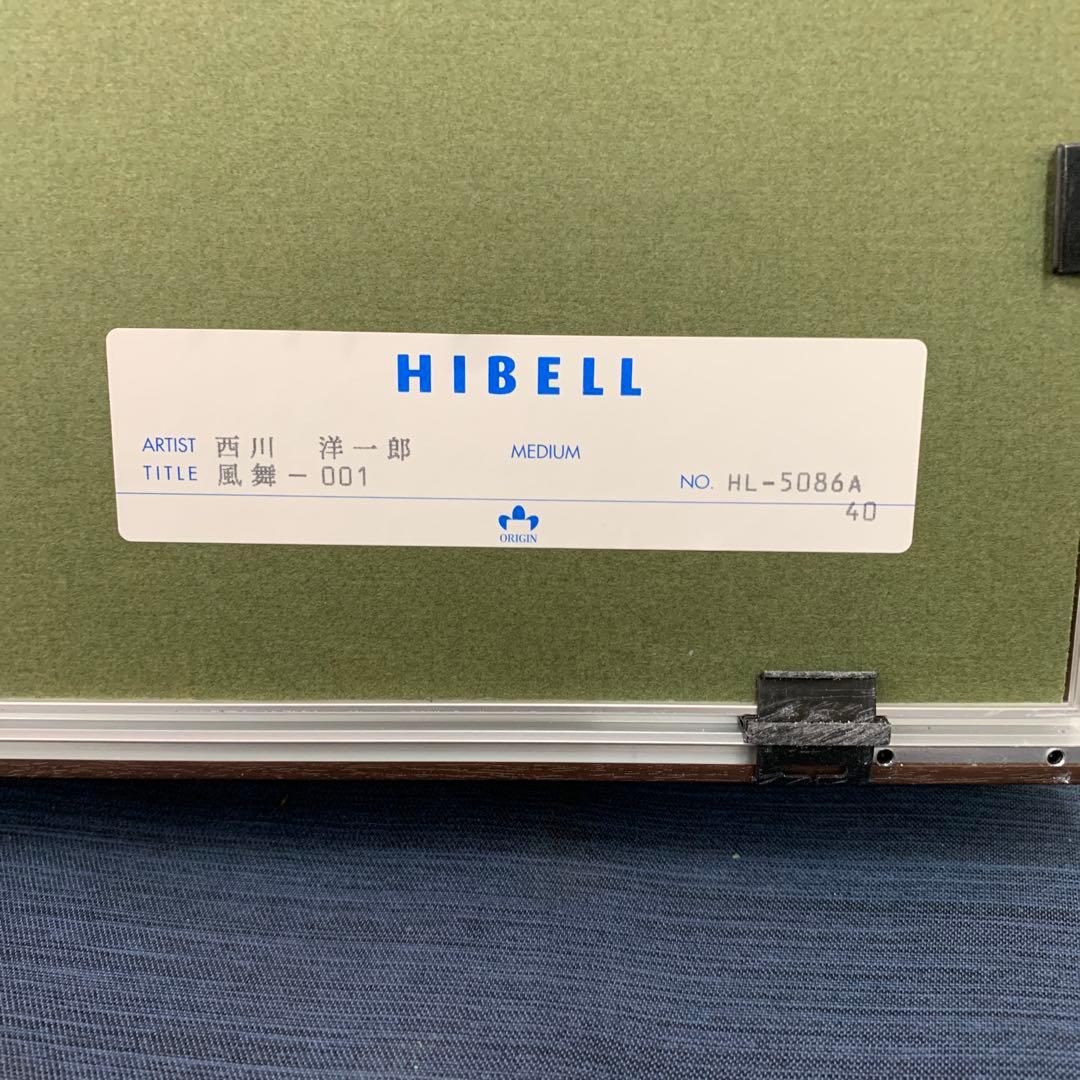 HIBELL
ARTIST 西川 洋一郎 MEDIUM
TITLE 風舞-001 NO. HL-5086A
40
ORIGIN